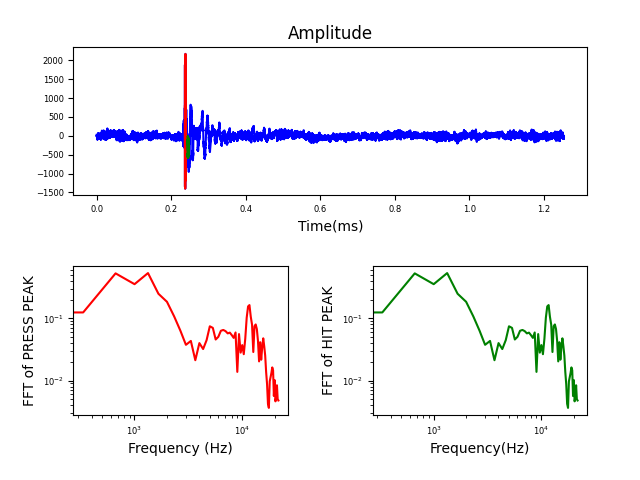 Amplitude
2000
1500
1000
500
0
−500
−1000
−1500
0.0 0.2 0.4 0.6 0.8 1.0 1.2
Time(ms)
FFT of PRESS PEAK
10⁻¹
10⁻²
10³ 10⁴
Frequency (Hz)
FFT of HIT PEAK
10⁻¹
10⁻²
10³ 10⁴
Frequency(Hz)